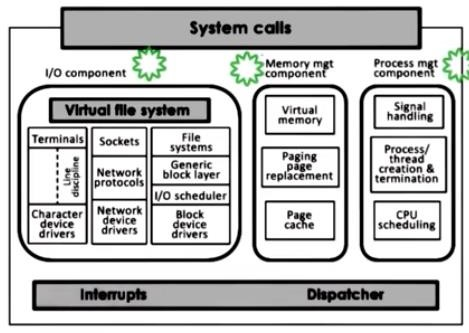 System calls
I/O component
Memory mgt
component
Process mgt
component
Virtual file system
Terminals
Line
discipline
Character
device
drivers
Sockets
Network
protocols
Network
device
drivers
File
systems
Generic
block layer
I/O scheduler
Block
device
drivers
Virtual
memory
Paging
page
replacement
Page
cache
Signal
handling
Process/
thread
creation &
termination
CPU
scheduling
Interrupts
Dispatcher